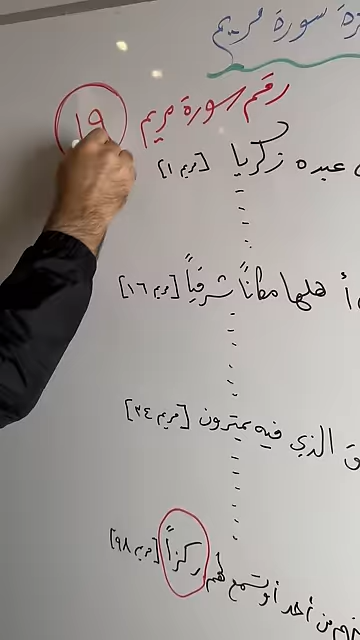 سورة مريم
رقم سورة مريم ١٩
عبده زكريا [مريم ١]
أهلها مكاناً شرقياً [مريم ١٦]
الذي فيه يمترون [مريم ٣٤]
من أحد أو تسمع لهم ركزاً [مريم ٩٨]